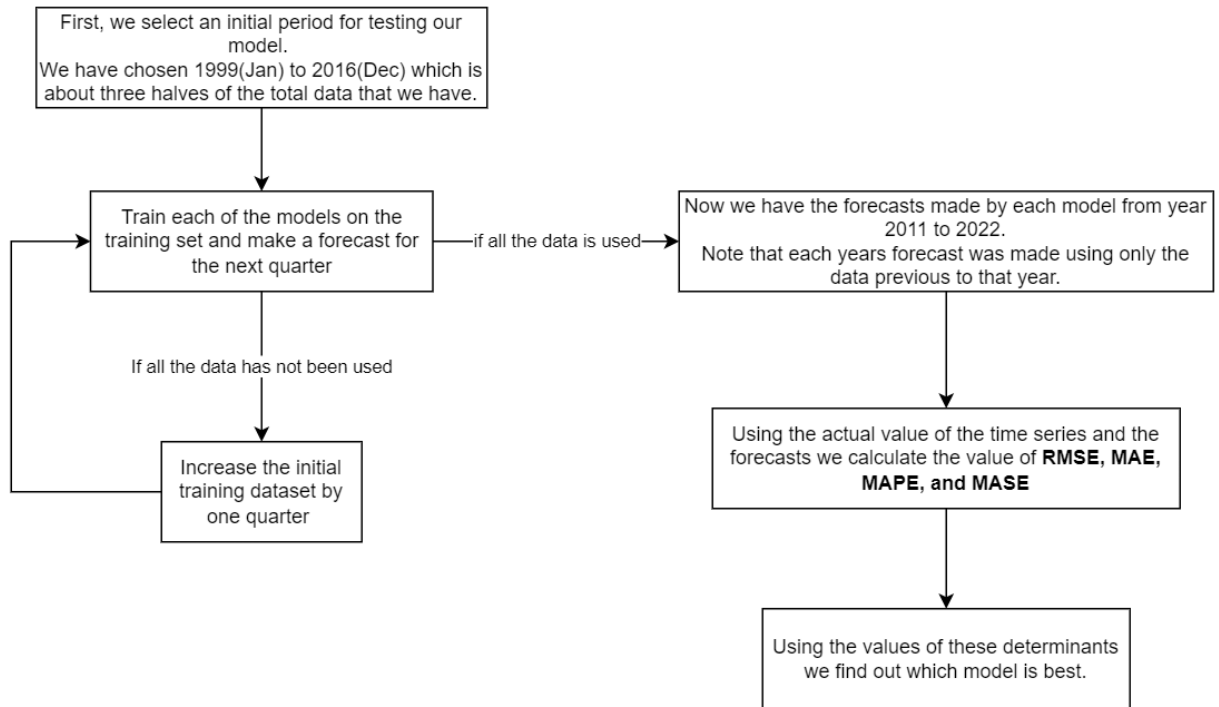 First, we select an initial period for testing our
model.
We have chosen 1999(Jan) to 2016(Dec) which is
about three halves of the total data that we have.
Train each of the models on the
training set and make a forecast for
the next quarter
if all the data is used
Now we have the forecasts made by each model from year
2011 to 2022.
Note that each years forecast was made using only the
data previous to that year.
If all the data has not been used
Increase the initial
training dataset by
one quarter
Using the actual value of the time series and the
forecasts we calculate the value of RMSE, MAE,
MAPE, and MASE
Using the values of these determinants
we find out which model is best.